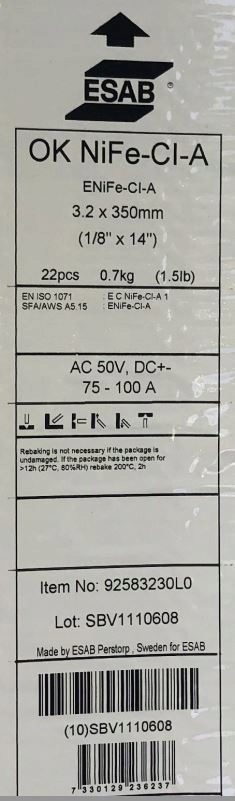 ESAB®
OK NiFe-CI-A
ENiFe-CI-A
3.2 x 350mm
(1/8" x 14")
22pcs 0.7kg (1.5lb)
EN ISO 1071 : E C NiFe-CI-A 1
SFA/AWS A5.15 : ENiFe-CI-A
AC 50V, DC+-
75 - 100 A
Rebaking is not necessary if the package is
undamaged. If the package has been open for
>12h (27°C, 80%RH) rebake 200°C, 2h
Item No: 92583230L0
Lot: SBV1110608
Made by ESAB Perstorp , Sweden for ESAB
(10)SBV1110608
7 330129 236237